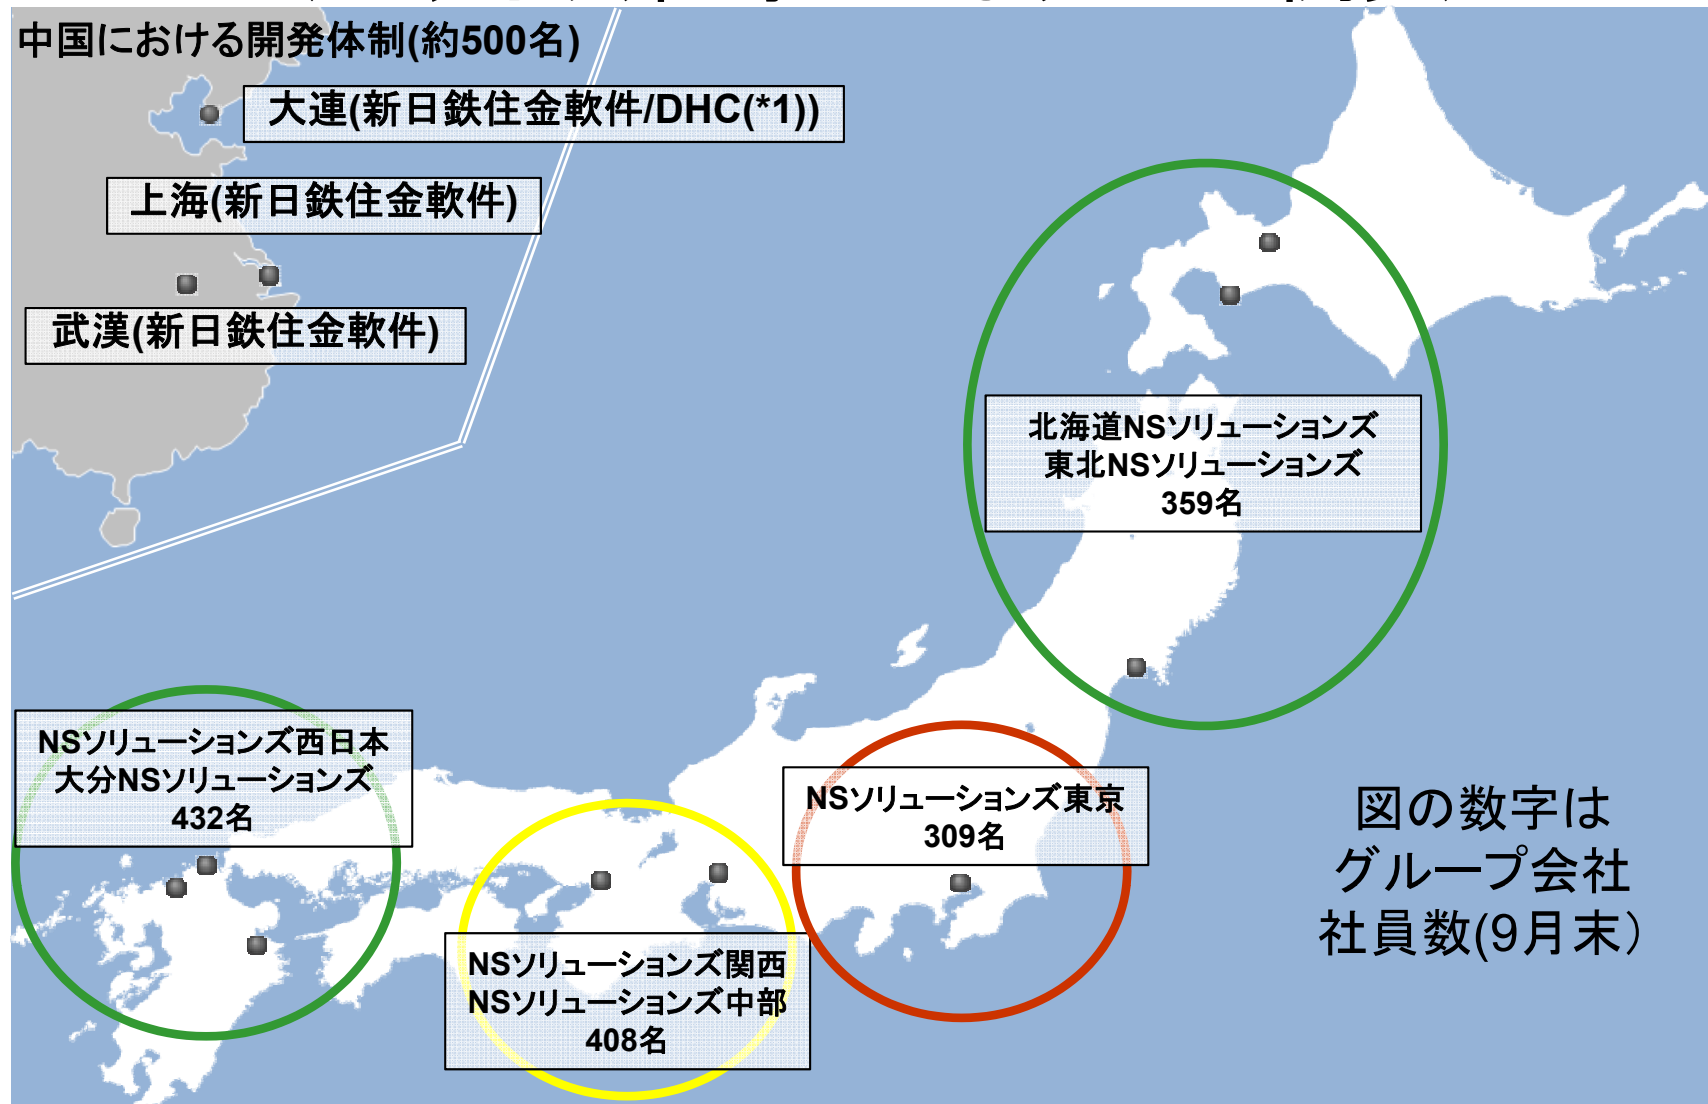 中国における開発体制(約500名)
大連(新日鉄住金軟件/DHC(*1))
上海(新日鉄住金軟件)
武漢(新日鉄住金軟件)
北海道NSソリューションズ
東北NSソリューションズ
359名
NSソリューションズ西日本
大分NSソリューションズ
432名
NSソリューションズ東京
309名
NSソリューションズ関西
NSソリューションズ中部
408名
図の数字は
グループ会社
社員数(9月末）